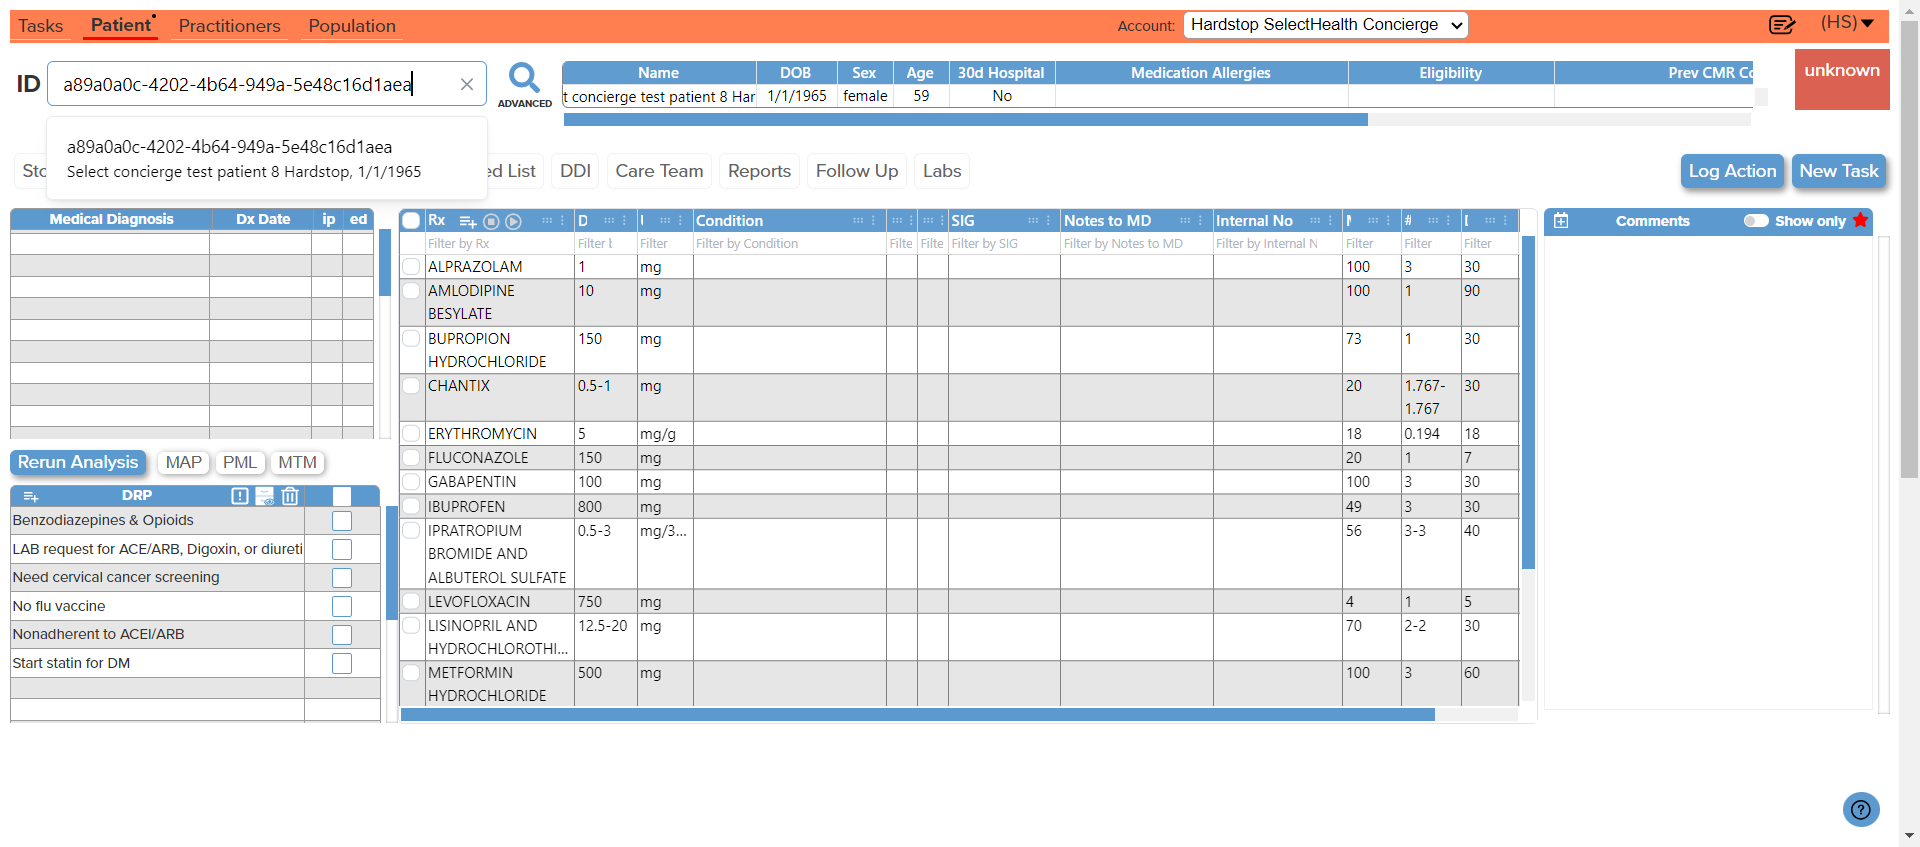 Tasks Patient Practitioners Population Account: Hardstop SelectHealth Concierge (HS)
ID a89a0a0c-4202-4b64-949a-5e48c16d1aea ADVANCED
Name DOB Sex Age 30d Hospital Medication Allergies Eligibility Prev CMR Co
t concierge test patient 8 Har 1/1/1965 female 59 No
unknown
a89a0a0c-4202-4b64-949a-5e48c16d1aea
Select concierge test patient 8 Hardstop, 1/1/1965
Sto ed List DDI Care Team Reports Follow Up Labs Log Action New Task
Medical Diagnosis Dx Date ip ed
Rerun Analysis MAP PML MTM
DRP
Benzodiazepines & Opioids
LAB request for ACE/ARB, Digoxin, or diureti
Need cervical cancer screening
No flu vaccine
Nonadherent to ACEI/ARB
Start statin for DM
Rx D I Condition SIG Notes to MD Internal No # 
Filter by Rx Filter t Filter Filter by Condition Filte Filte Filter by SIG Filter by Notes to MD Filter by Internal N Filter Filter Filter
ALPRAZOLAM 1 mg 100 3 30
AMLODIPINE BESYLATE 10 mg 100 1 90
BUPROPION HYDROCHLORIDE 150 mg 73 1 30
CHANTIX 0.5-1 mg 20 1.767-1.767 30
ERYTHROMYCIN 5 mg/g 18 0.194 18
FLUCONAZOLE 150 mg 20 1 7
GABAPENTIN 100 mg 100 3 30
IBUPROFEN 800 mg 49 3 30
IPRATROPIUM BROMIDE AND ALBUTEROL SULFATE 0.5-3 mg/3... 56 3-3 40
LEVOFLOXACIN 750 mg 4 1 5
LISINOPRIL AND HYDROCHLOROTHI... 12.5-20 mg 70 2-2 30
METFORMIN HYDROCHLORIDE 500 mg 100 3 60
Comments Show only